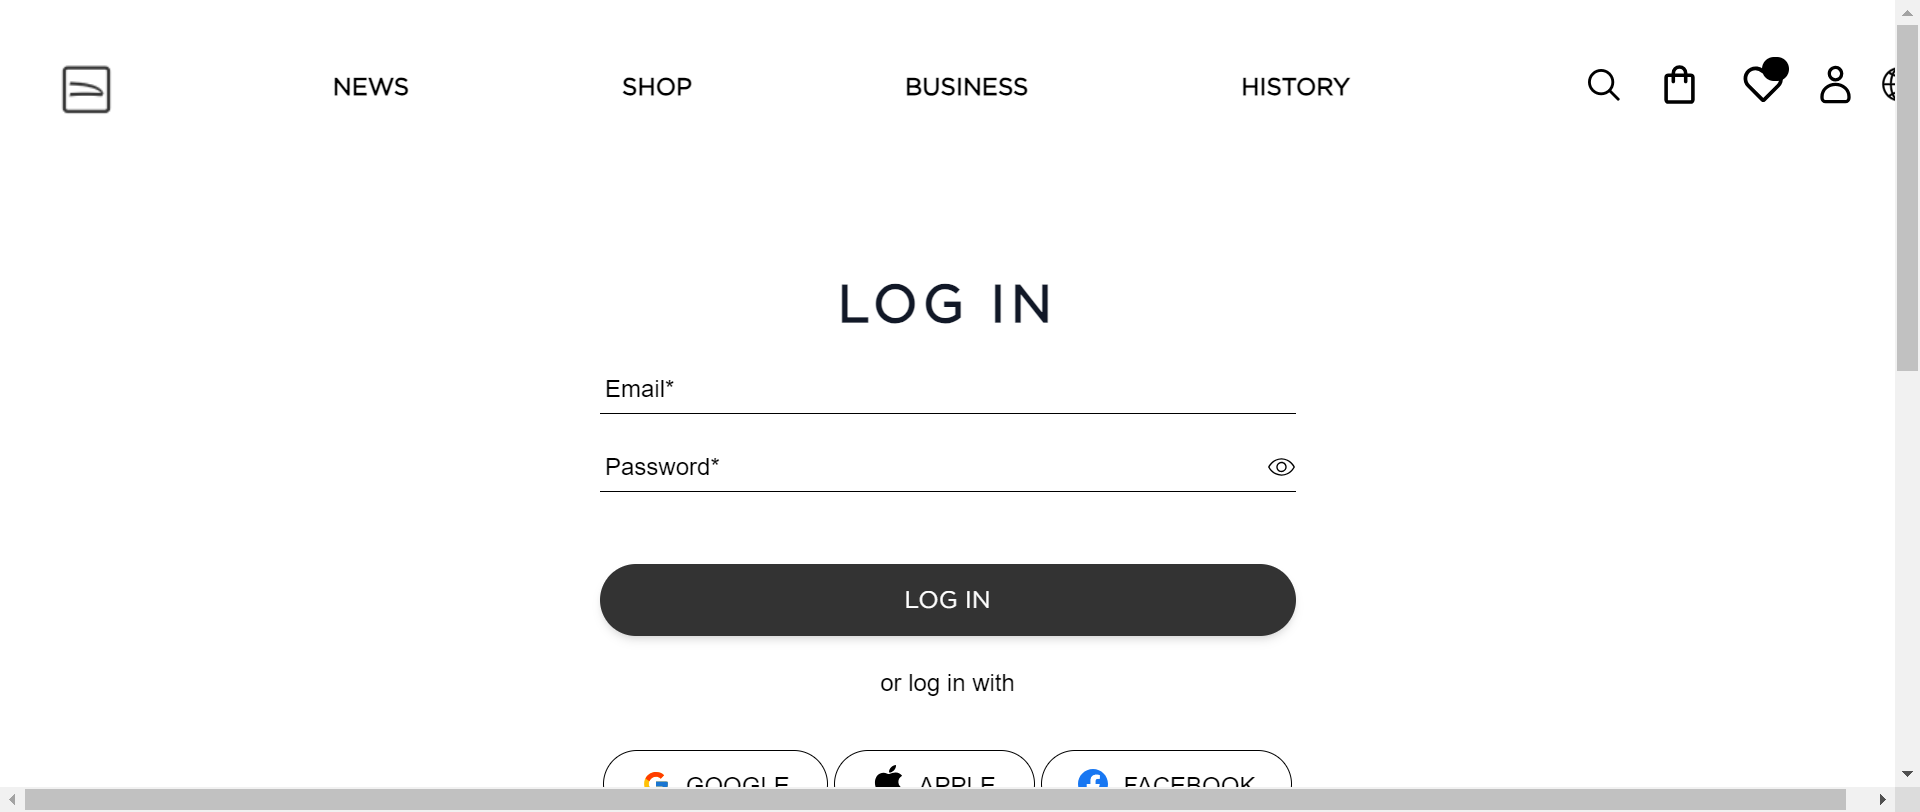 NEWS SHOP BUSINESS HISTORY
LOG IN
Email*
Password*
LOG IN
or log in with
GOOGLE APPLE FACEBOOK